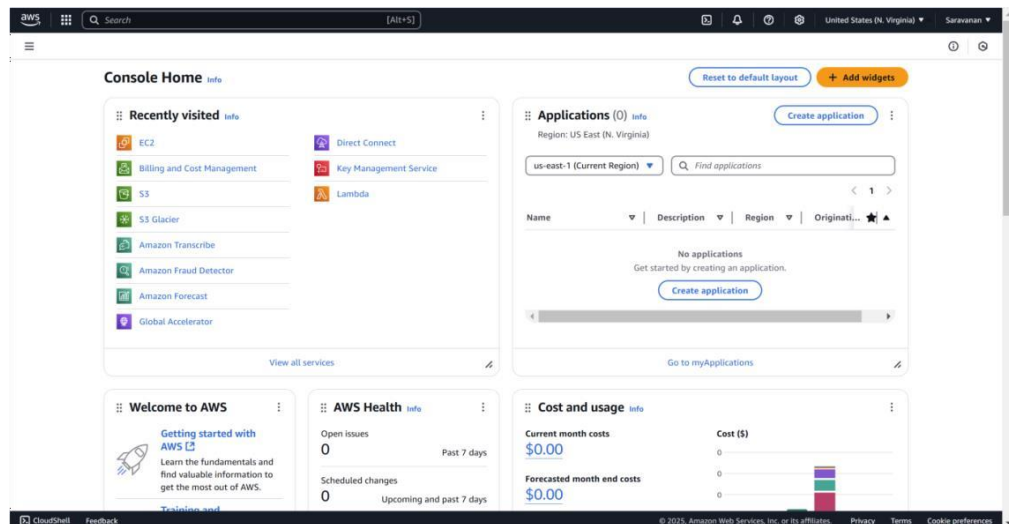 aws
Search [Alt+S]
United States (N. Virginia) ▼ Saravanan ▼
Console Home Info
Reset to default layout
+ Add widgets
Recently visited Info
EC2
Billing and Cost Management
S3
S3 Glacier
Amazon Transcribe
Amazon Fraud Detector
Amazon Forecast
Global Accelerator
Direct Connect
Key Management Service
Lambda
View all services
Applications (0) Info
Create application
Region: US East (N. Virginia)
us-east-1 (Current Region) ▼
Find applications
1
Name Description Region Originati...
No applications
Get started by creating an application.
Create application
Go to myApplications
Welcome to AWS
Getting started with
AWS
Learn the fundamentals and
find valuable information to
get the most out of AWS.
Training and
AWS Health Info
Open issues
0 Past 7 days
Scheduled changes
0 Upcoming and past 7 days
Cost and usage Info
Current month costs
$0.00
Forecasted month end costs
$0.00
Cost ($)
0
0
0
CloudShell Feedback
© 2025, Amazon Web Services, Inc. or its affiliates. Privacy Terms Cookie preferences